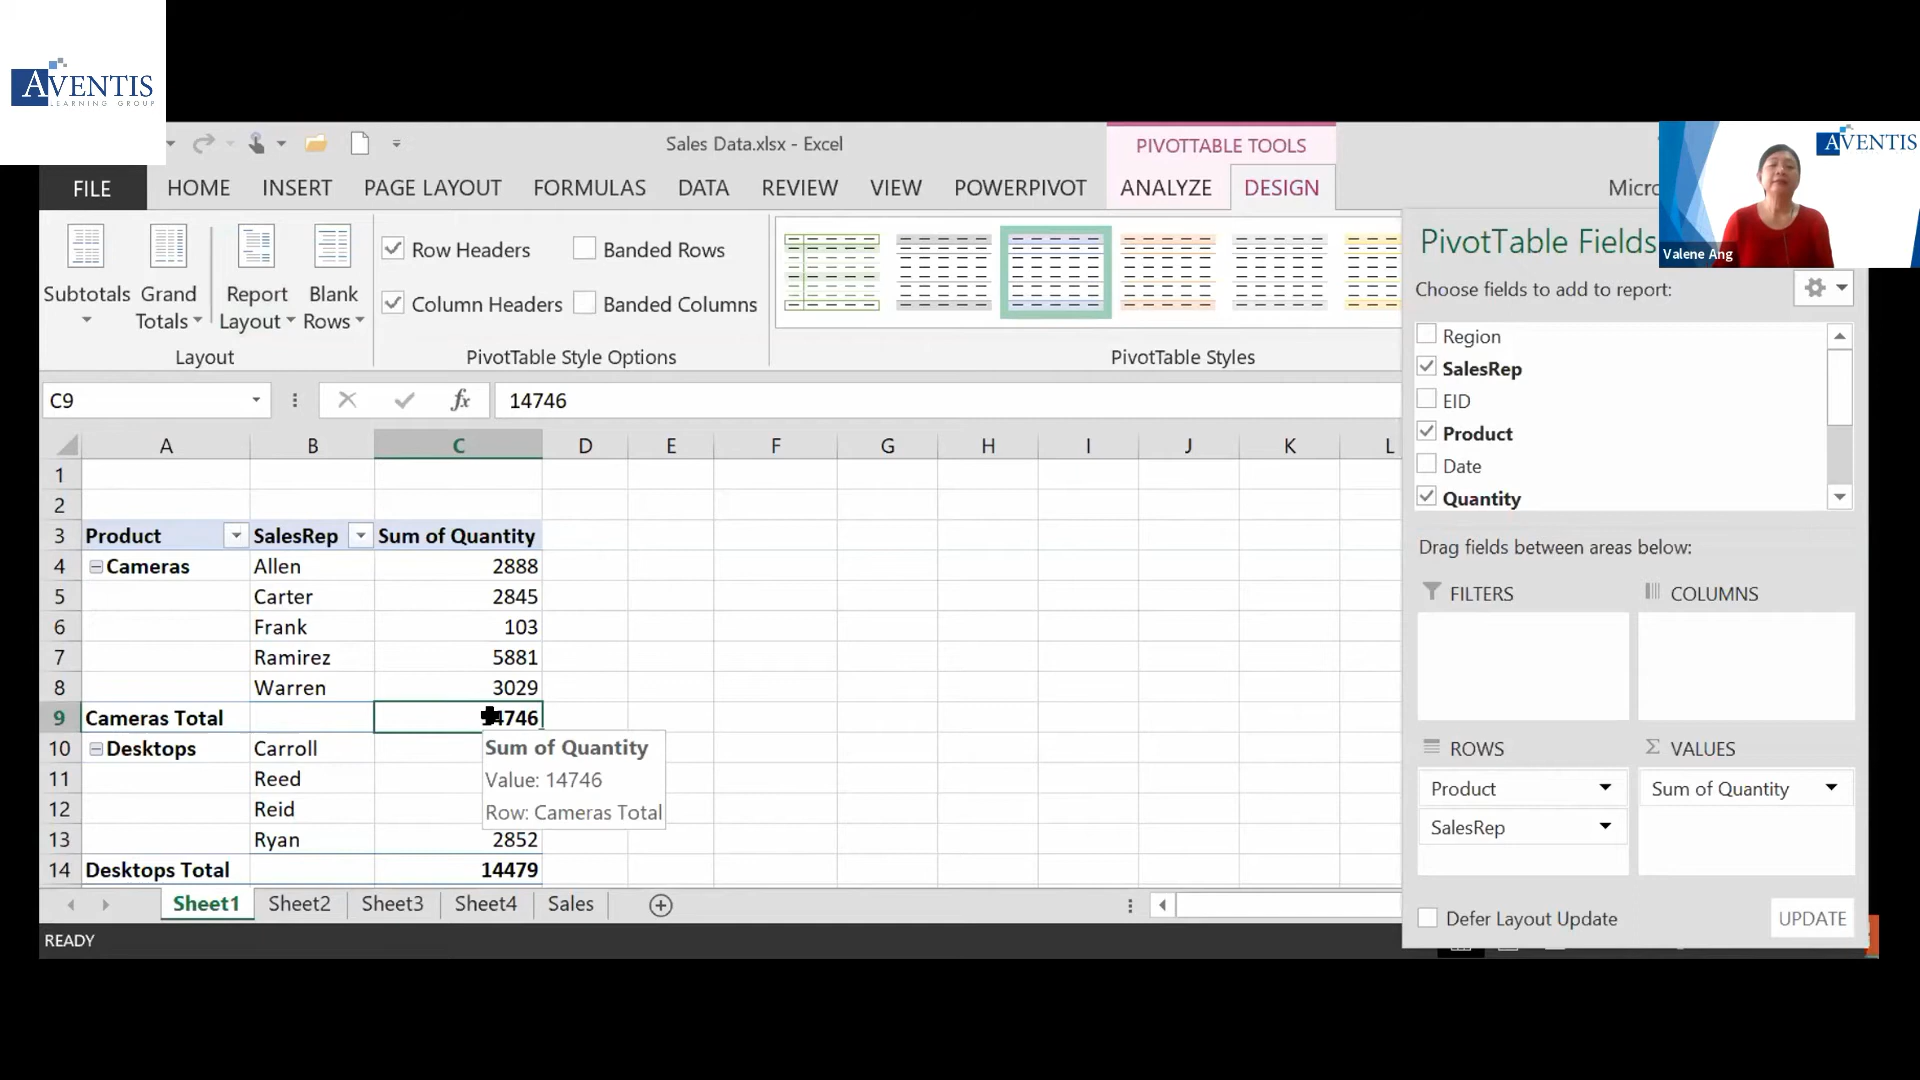 AVENTIS
LEARNING GROUP
Sales Data.xlsx - Excel
PIVOTTABLE TOOLS
AVENTIS
FILE
HOME
INSERT
PAGE LAYOUT
FORMULAS
DATA
REVIEW
VIEW
POWERPIVOT
ANALYZE
DESIGN
Micro
Valene Ang
Subtotals
Grand Totals
Report Layout
Blank Rows
Layout
Row Headers
Banded Rows
Column Headers
Banded Columns
PivotTable Style Options
PivotTable Styles
C9
fx
14746
A B C D E F G H I J K L
1
2
3 Product SalesRep Sum of Quantity
4 Cameras Allen 2888
5 Carter 2845
6 Frank 103
7 Ramirez 5881
8 Warren 3029
9 Cameras Total 14746
10 Desktops Carroll
11 Reed
12 Reid
13 Ryan 2852
14 Desktops Total 14479
Sum of Quantity
Value: 14746
Row: Cameras Total
Sheet1
Sheet2
Sheet3
Sheet4
Sales
READY
PivotTable Fields
Choose fields to add to report:
Region
SalesRep
EID
Product
Date
Quantity
Drag fields between areas below:
FILTERS
COLUMNS
ROWS
Σ VALUES
Product
Sum of Quantity
SalesRep
Defer Layout Update
UPDATE